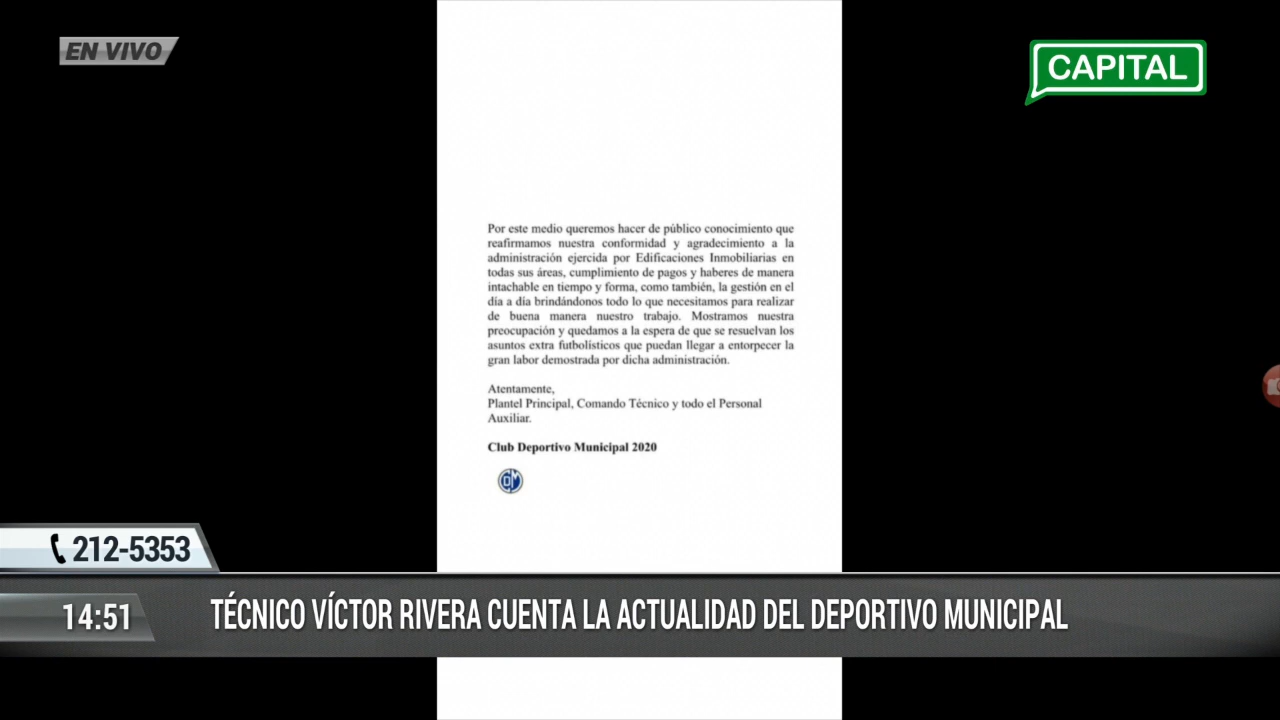 EN VIVO
CAPITAL
Por este medio queremos hacer de público conocimiento que
reafirmamos nuestra conformidad y agradecimiento a la
administración ejercida por Edificaciones Inmobiliarias en
todas sus áreas, cumplimiento de pagos y haberes de manera
intachable en tiempo y forma, como también, la gestión en el
día a día brindándonos todo lo que necesitamos para realizar
de buena manera nuestro trabajo. Mostramos nuestra
preocupación y quedamos a la espera de que se resuelvan los
asuntos extra futbolísticos que puedan llegar a entorpecer la
gran labor demostrada por dicha administración.
Atentamente,
Plantel Principal, Comando Técnico y todo el Personal
Auxiliar.
Club Deportivo Municipal 2020
CDM
212-5353
14:51
TÉCNICO VÍCTOR RIVERA CUENTA LA ACTUALIDAD DEL DEPORTIVO MUNICIPAL